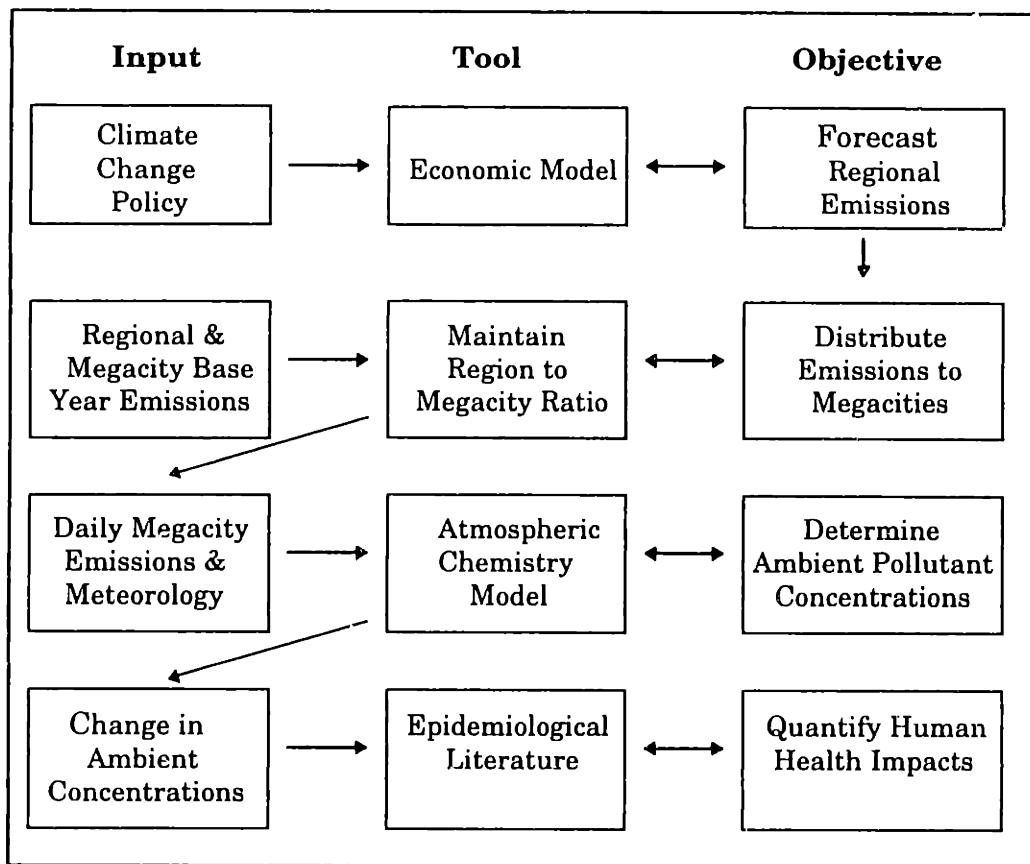 Input
Tool
Objective
Climate
Change
Policy
Economic Model
Forecast
Regional
Emissions
Regional &
Megacity Base
Year Emissions
Maintain
Region to
Megacity Ratio
Distribute
Emissions to
Megacities
Daily Megacity
Emissions &
Meteorology
Atmospheric
Chemistry
Model
Determine
Ambient Pollutant
Concentrations
Change in
Ambient
Concentrations
Epidemiological
Literature
Quantify Human
Health Impacts